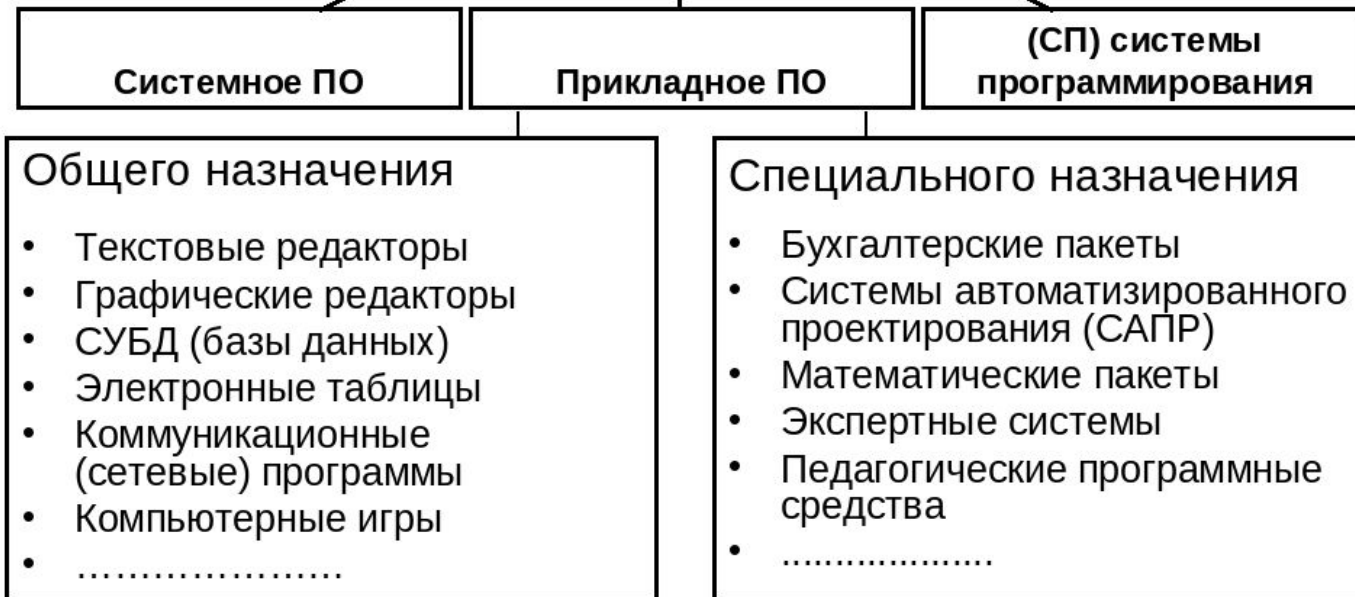 Системное ПО
Прикладное ПО
(СП) системы
программирования
Общего назначения
• Текстовые редакторы
• Графические редакторы
• СУБД (базы данных)
• Электронные таблицы
• Коммуникационные
(сетевые) программы
• Компьютерные игры
• …………………
Специального назначения
• Бухгалтерские пакеты
• Системы автоматизированного
проектирования (САПР)
• Математические пакеты
• Экспертные системы
• Педагогические программные
средства
• ....................